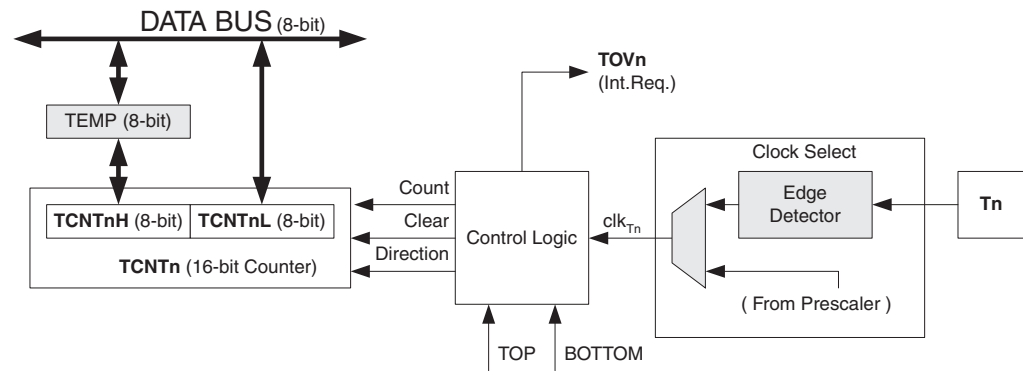 DATA BUS (8-bit)
TOVn
(Int.Req.)
TEMP (8-bit)
Clock Select
Count
Edge
Detector
Tn
TCNTnH (8-bit) TCNTnL (8-bit)
Clear
Control Logic
clkTn
TCNTn (16-bit Counter)
Direction
( From Prescaler )
TOP
BOTTOM